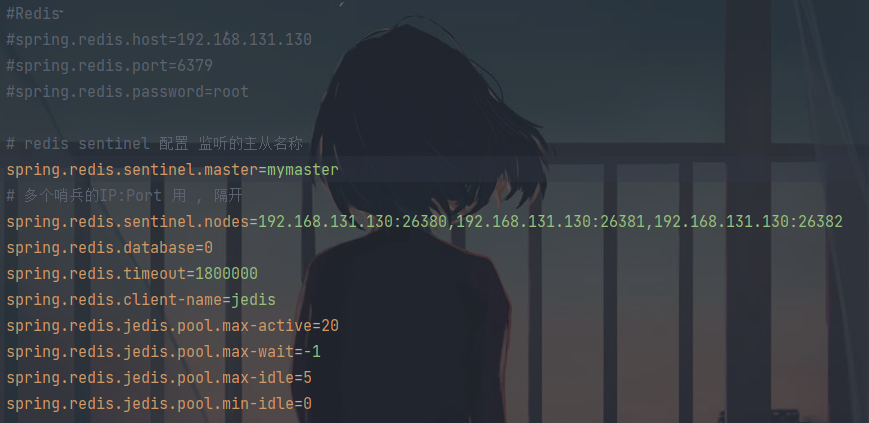 #Redis
#spring.redis.host=192.168.131.130
#spring.redis.port=6379
#spring.redis.password=root
# redis sentinel 配置 监听的主从名称
spring.redis.sentinel.master=mymaster
# 多个哨兵的IP:Port 用 , 隔开
spring.redis.sentinel.nodes=192.168.131.130:26380,192.168.131.130:26381,192.168.131.130:26382
spring.redis.database=0
spring.redis.timeout=1800000
spring.redis.client-name=jedis
spring.redis.jedis.pool.max-active=20
spring.redis.jedis.pool.max-wait=-1
spring.redis.jedis.pool.max-idle=5
spring.redis.jedis.pool.min-idle=0